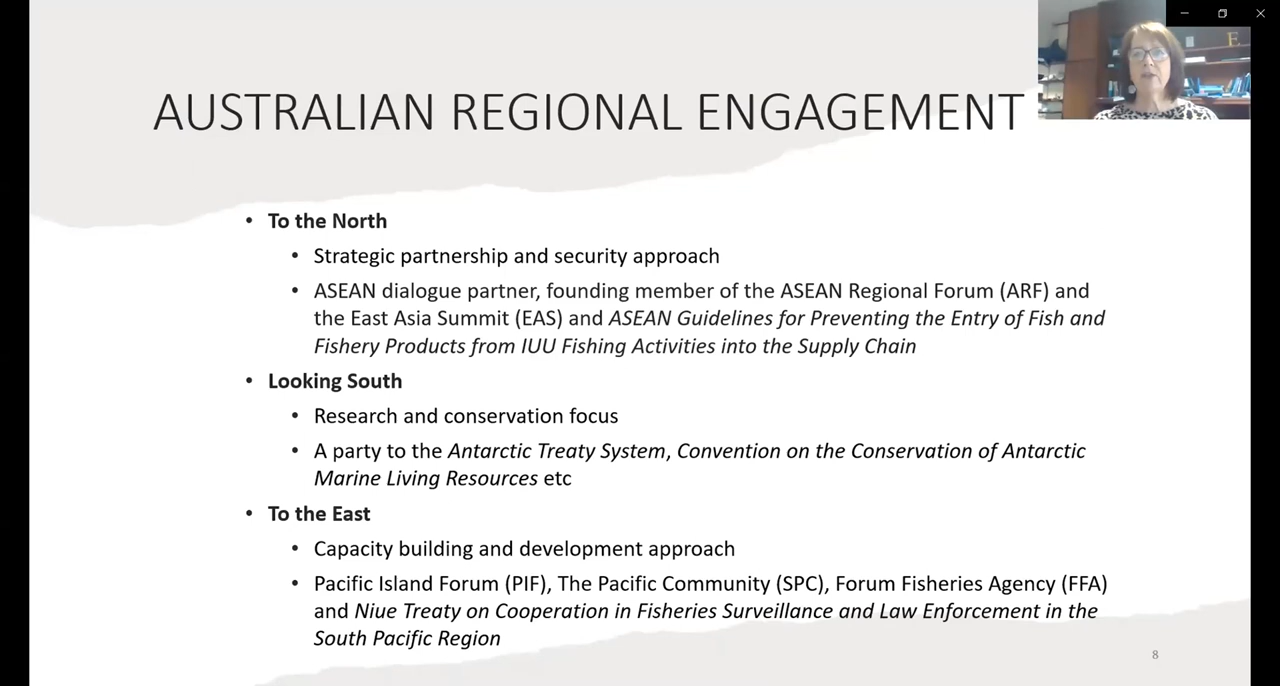 AUSTRALIAN REGIONAL ENGAGEMENT
E
• To the North
• Strategic partnership and security approach
• ASEAN dialogue partner, founding member of the ASEAN Regional Forum (ARF) and
the East Asia Summit (EAS) and ASEAN Guidelines for Preventing the Entry of Fish and
Fishery Products from IUU Fishing Activities into the Supply Chain
• Looking South
• Research and conservation focus
• A party to the Antarctic Treaty System, Convention on the Conservation of Antarctic
Marine Living Resources etc
• To the East
• Capacity building and development approach
• Pacific Island Forum (PIF), The Pacific Community (SPC), Forum Fisheries Agency (FFA)
and Niue Treaty on Cooperation in Fisheries Surveillance and Law Enforcement in the
South Pacific Region
8